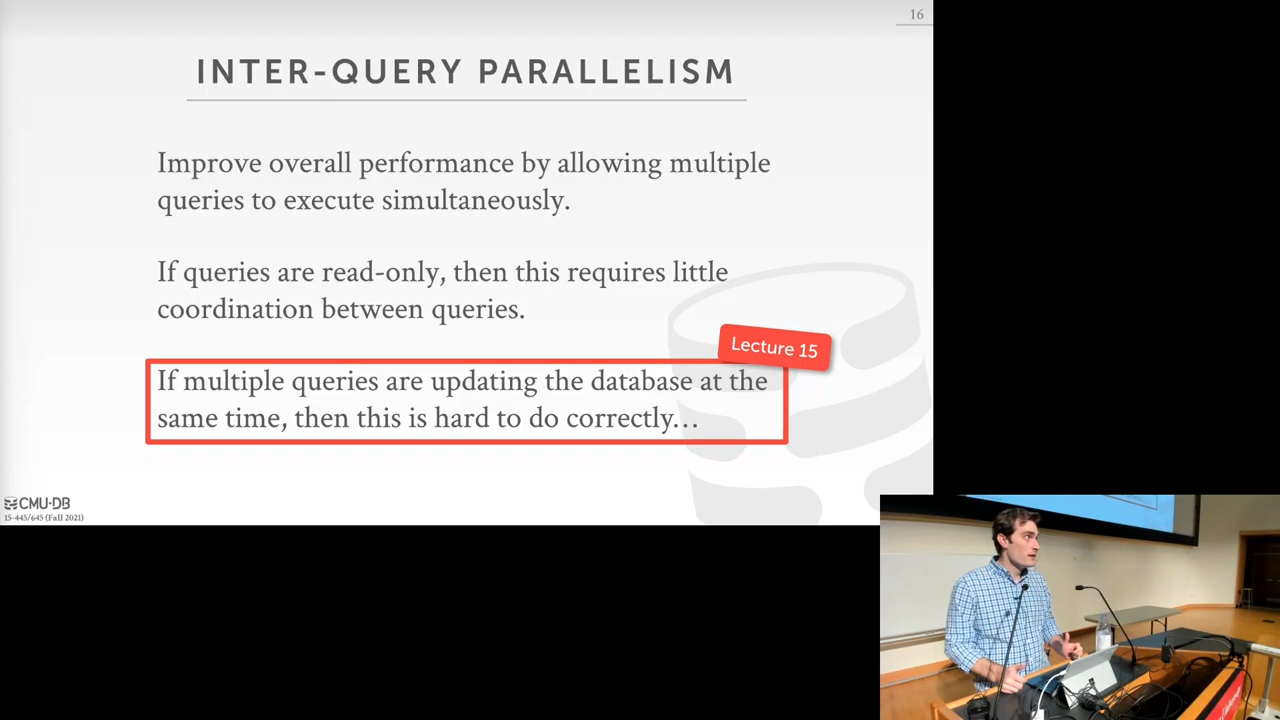 16
INTER-QUERY PARALLELISM
Improve overall performance by allowing multiple
queries to execute simultaneously.
If queries are read-only, then this requires little
coordination between queries.
Lecture 15
If multiple queries are updating the database at the
same time, then this is hard to do correctly…
CMU·DB
15-445/645 (Fall 2021)